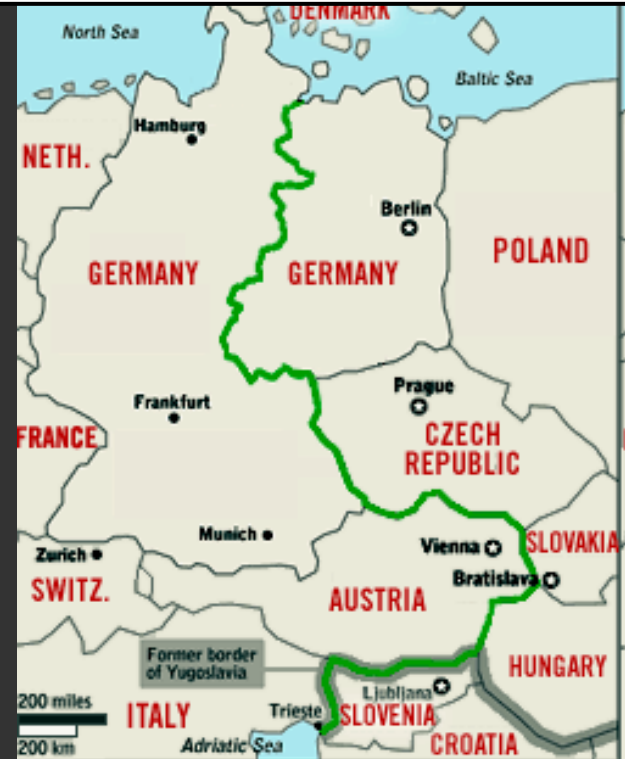 DENMARK
North Sea
Baltic Sea
Hamburg
NETH.
Berlin
POLAND
GERMANY
GERMANY
Prague
Frankfurt
CZECH
REPUBLIC
FRANCE
Munich
Vienna
SLOVAKIA
Zurich
Bratislava
SWITZ.
AUSTRIA
Former border
of Yugoslavia
HUNGARY
Ljubljana
200 miles
ITALY
Trieste
SLOVENIA
200 km
Adriatic Sea
CROATIA